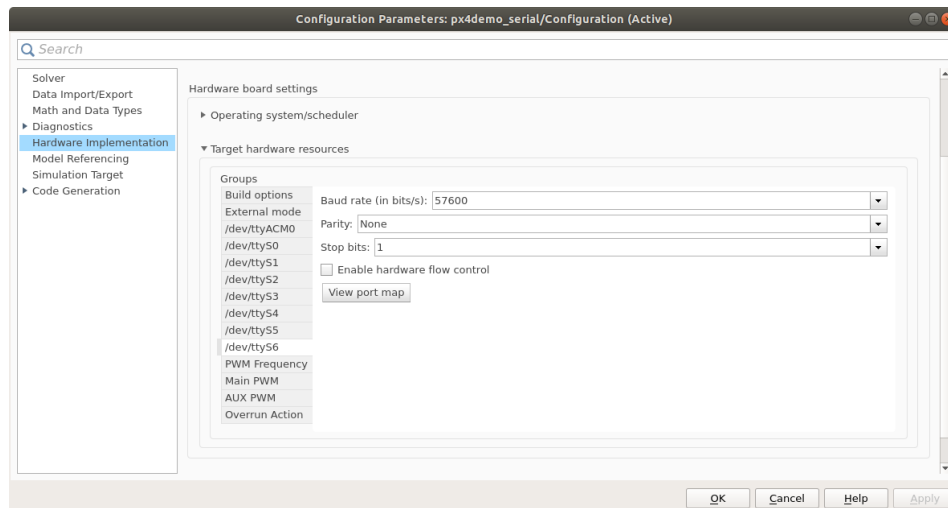 Configuration Parameters: px4demo_serial/Configuration (Active)
Search
Solver
Data Import/Export
Math and Data Types
Diagnostics
Hardware Implementation
Model Referencing
Simulation Target
Code Generation
Hardware board settings
Operating system/scheduler
Target hardware resources
Groups
Build options
External mode
/dev/ttyACM0
/dev/ttyS0
/dev/ttyS1
/dev/ttyS2
/dev/ttyS3
/dev/ttyS4
/dev/ttyS5
/dev/ttyS6
PWM Frequency
Main PWM
AUX PWM
Overrun Action
Baud rate (in bits/s): 57600
Parity: None
Stop bits: 1
Enable hardware flow control
View port map
OK Cancel Help Apply